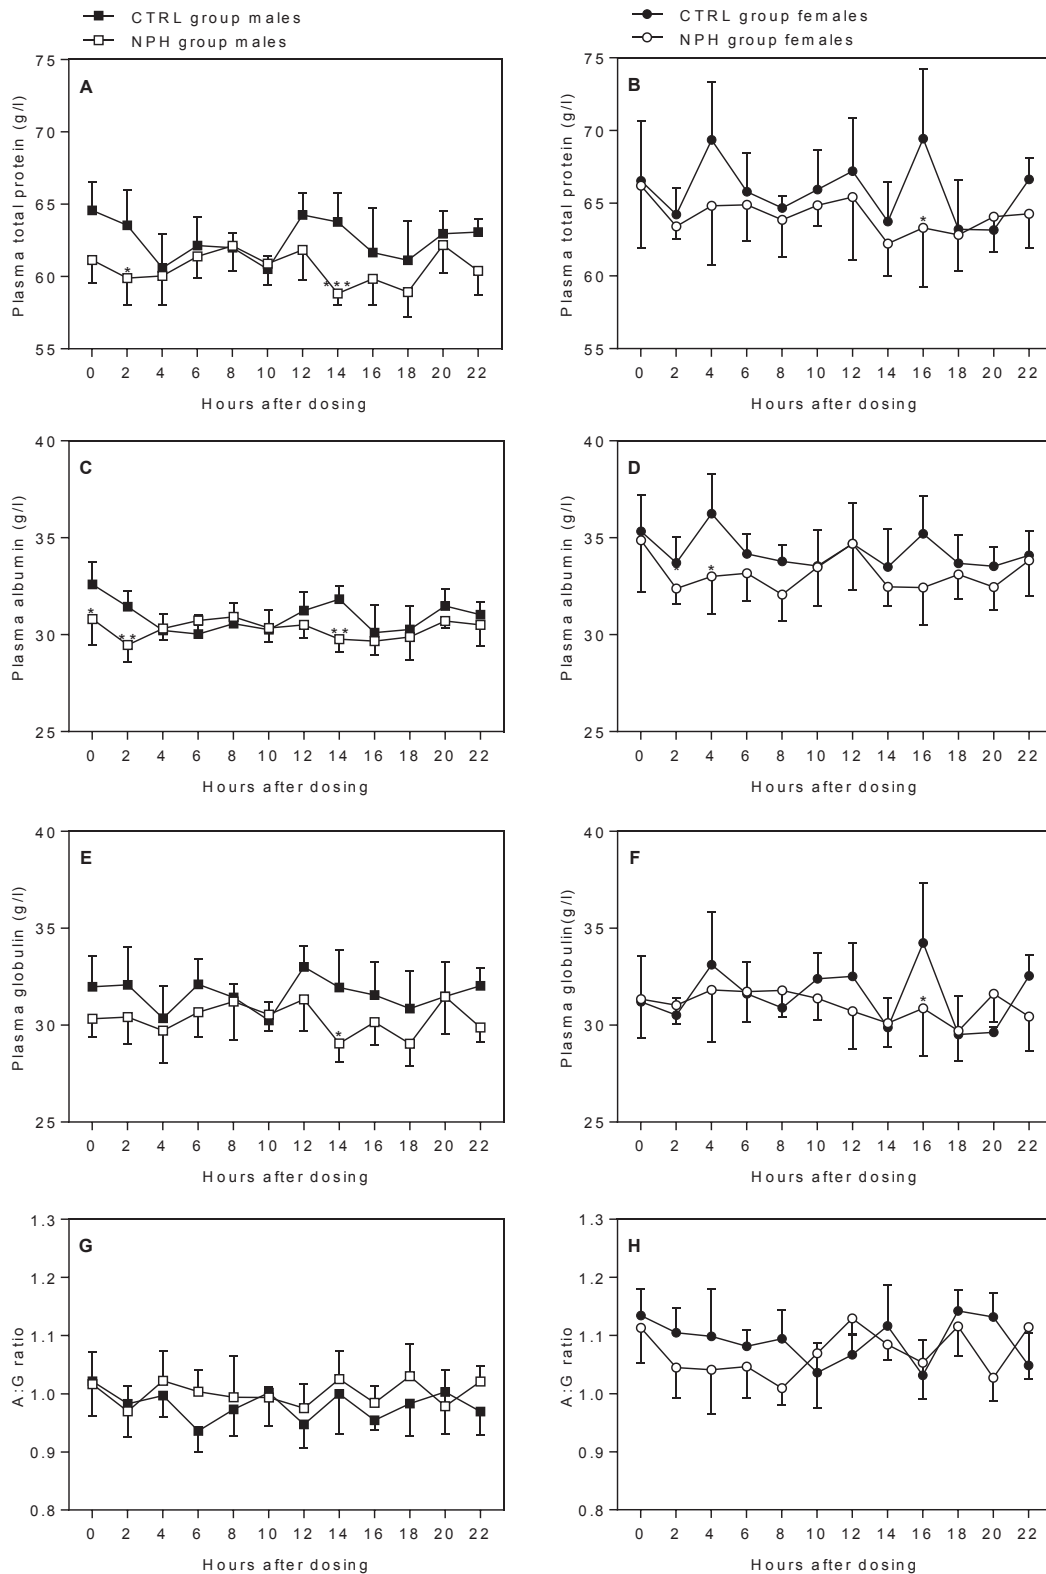 CTRL group males
NPH group males
CTRL group females
NPH group females
A
Plasma total protein (g/l)
75
70
65
60
55
*
***
0 2 4 6 8 10 12 14 16 18 20 22
Hours after dosing
B
Plasma total protein (g/l)
75
70
65
60
55
*
0 2 4 6 8 10 12 14 16 18 20 22
Hours after dosing
C
Plasma albumin (g/l)
40
35
30
25
*
**
**
0 2 4 6 8 10 12 14 16 18 20 22
Hours after dosing
D
Plasma albumin (g/l)
40
35
30
25
*
*
0 2 4 6 8 10 12 14 16 18 20 22
Hours after dosing
E
Plasma globulin (g/l)
40
35
30
25
*
0 2 4 6 8 10 12 14 16 18 20 22
Hours after dosing
F
Plasma globulin(g/l)
40
35
30
25
*
0 2 4 6 8 10 12 14 16 18 20 22
Hours after dosing
G
A:G ratio
1.3
1.2
1.1
1.0
0.9
0.8
0 2 4 6 8 10 12 14 16 18 20 22
Hours after dosing
H
A:G ratio
1.3
1.2
1.1
1.0
0.9
0.8
0 2 4 6 8 10 12 14 16 18 20 22
Hours after dosing